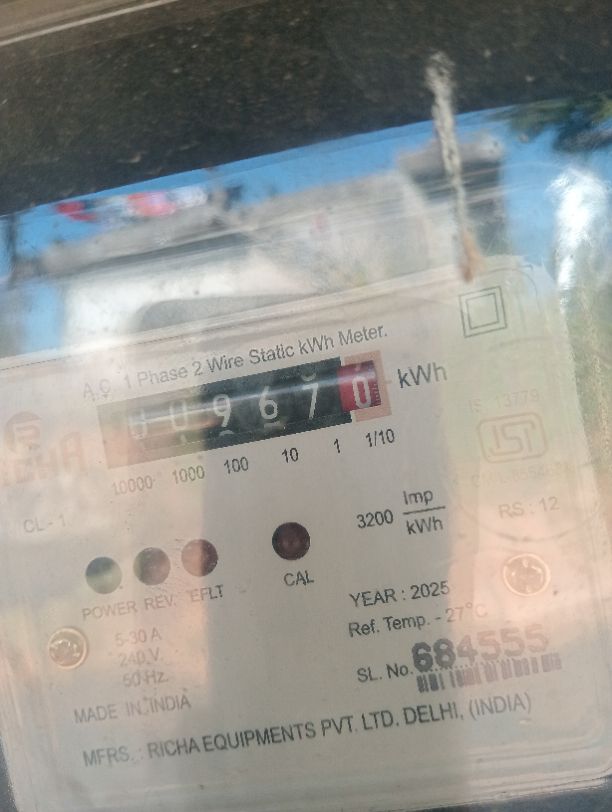 A.C. 1 Phase 2 Wire Static kWh Meter.
009670 kWh
10000 1000 100 10 1 1/10
IS 13779
CL-1
3200 Imp/kWh
RS : 12
POWER REV. EFLT CAL
5-30 A
240 V.
50 Hz.
YEAR : 2025
Ref. Temp. - 27°C
SL. No. 684555
MADE IN INDIA
MFRS. : RICHA EQUIPMENTS PVT. LTD. DELHI, (INDIA)